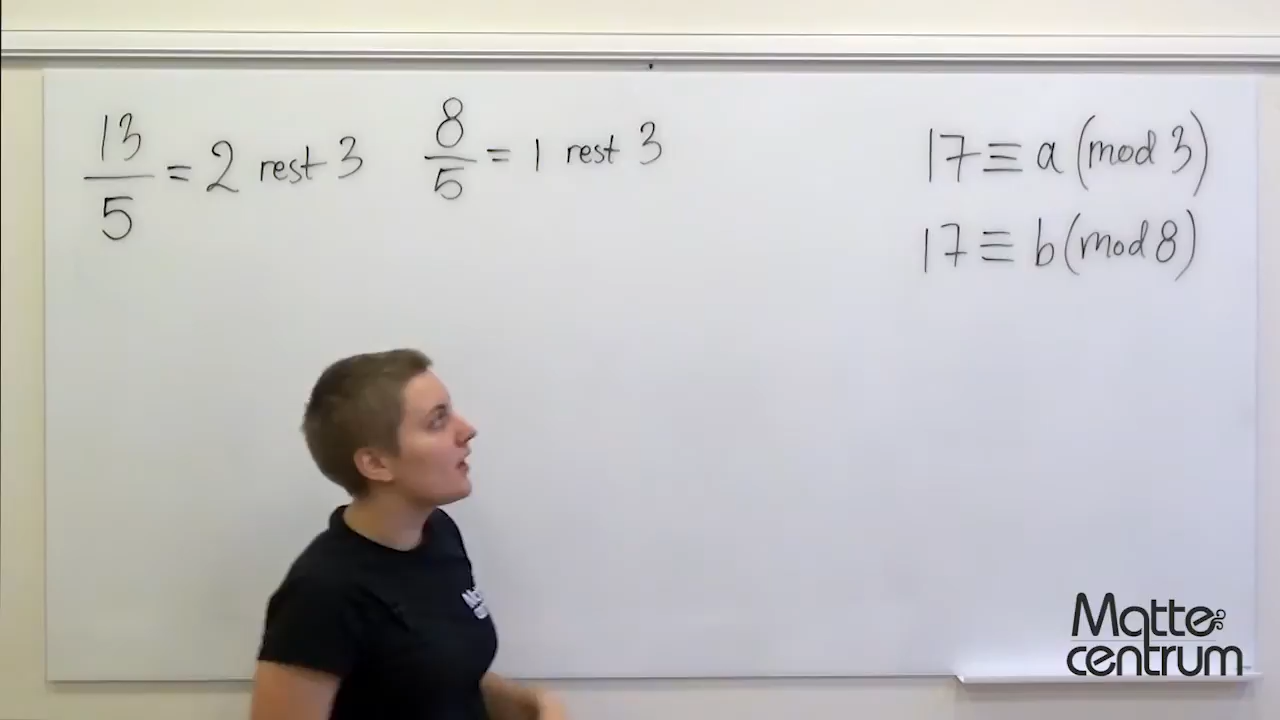 13/5 = 2 rest 3
8/5 = 1 rest 3
17 ≡ a (mod 3)
17 ≡ b (mod 8)
Matte
centrum